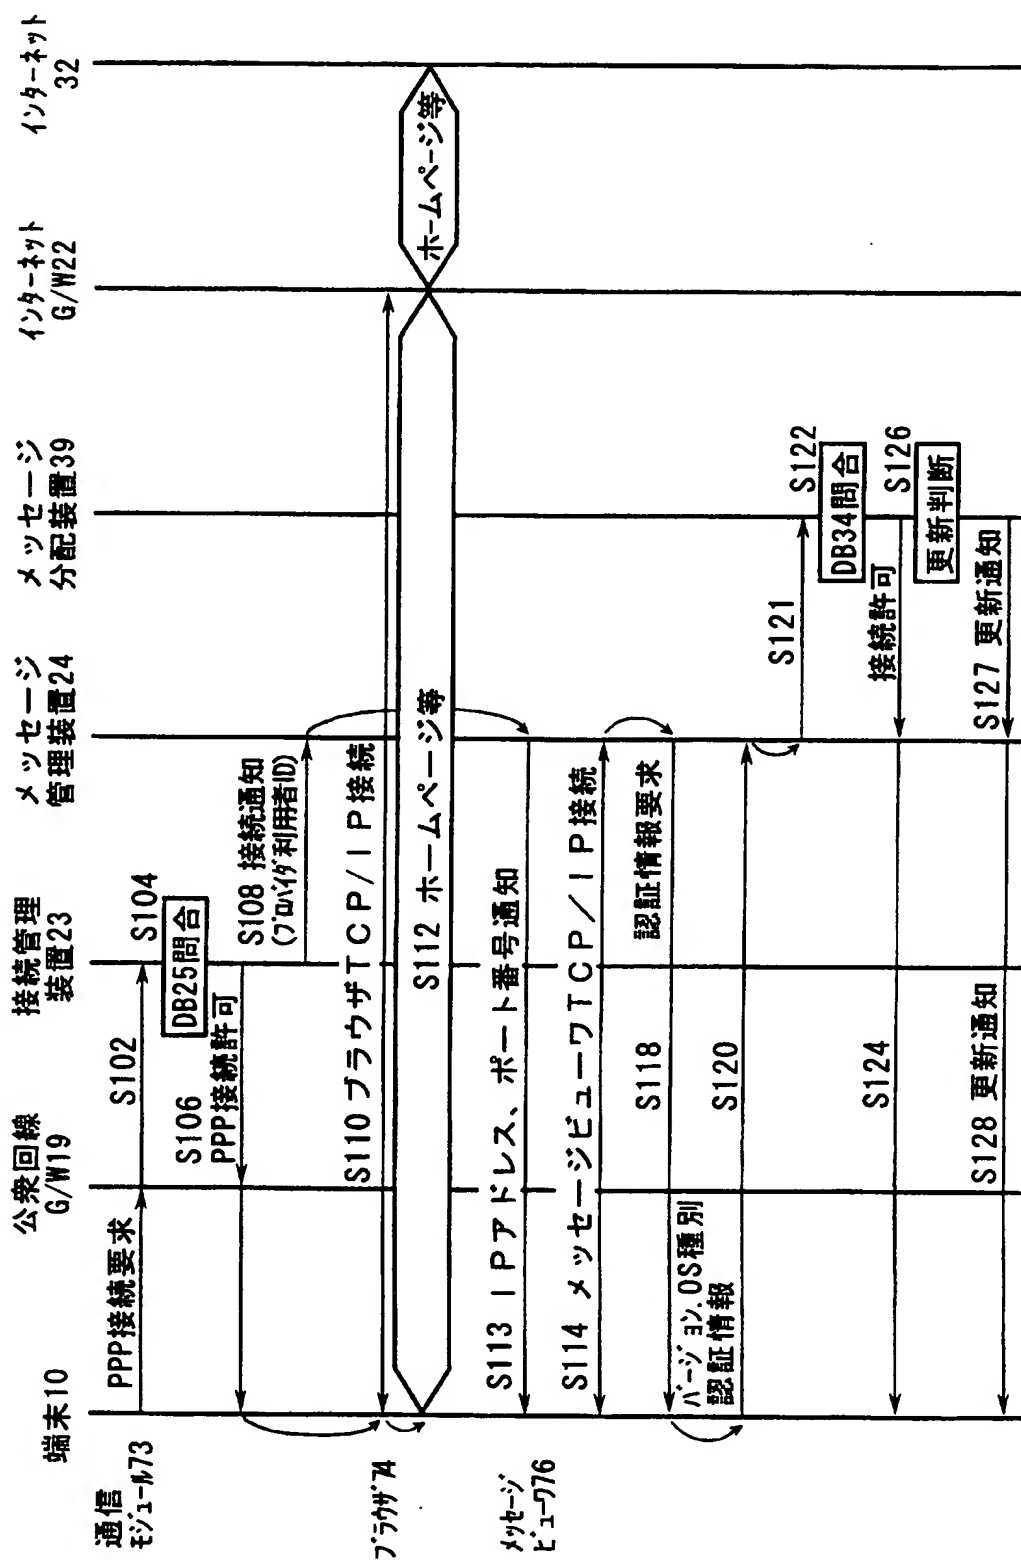 端末10
公衆回線
G/W19
接続管理
装置23
メッセージ
管理装置24
メッセージ
分配装置39
インターネット
G/W22
インターネット
32
通信
モジュール73
PPP接続要求
S102
S104
DB25問合
S106
PPP接続許可
S108 接続通知
(プロバイダ利用者ID)
ブラウザ74
S110 ブラウザTCP/IP接続
S112 ホームページ等
ホームページ等
メッセージ
ビューワ76
S113 IPアドレス、ポート番号通知
S114 メッセージビューワTCP/IP接続
認証情報要求
S118
バージョン.OS種別
認証情報
S120
S121
S122
DB34問合
接続許可
S124
S126
更新判断
S127 更新通知
S128 更新通知